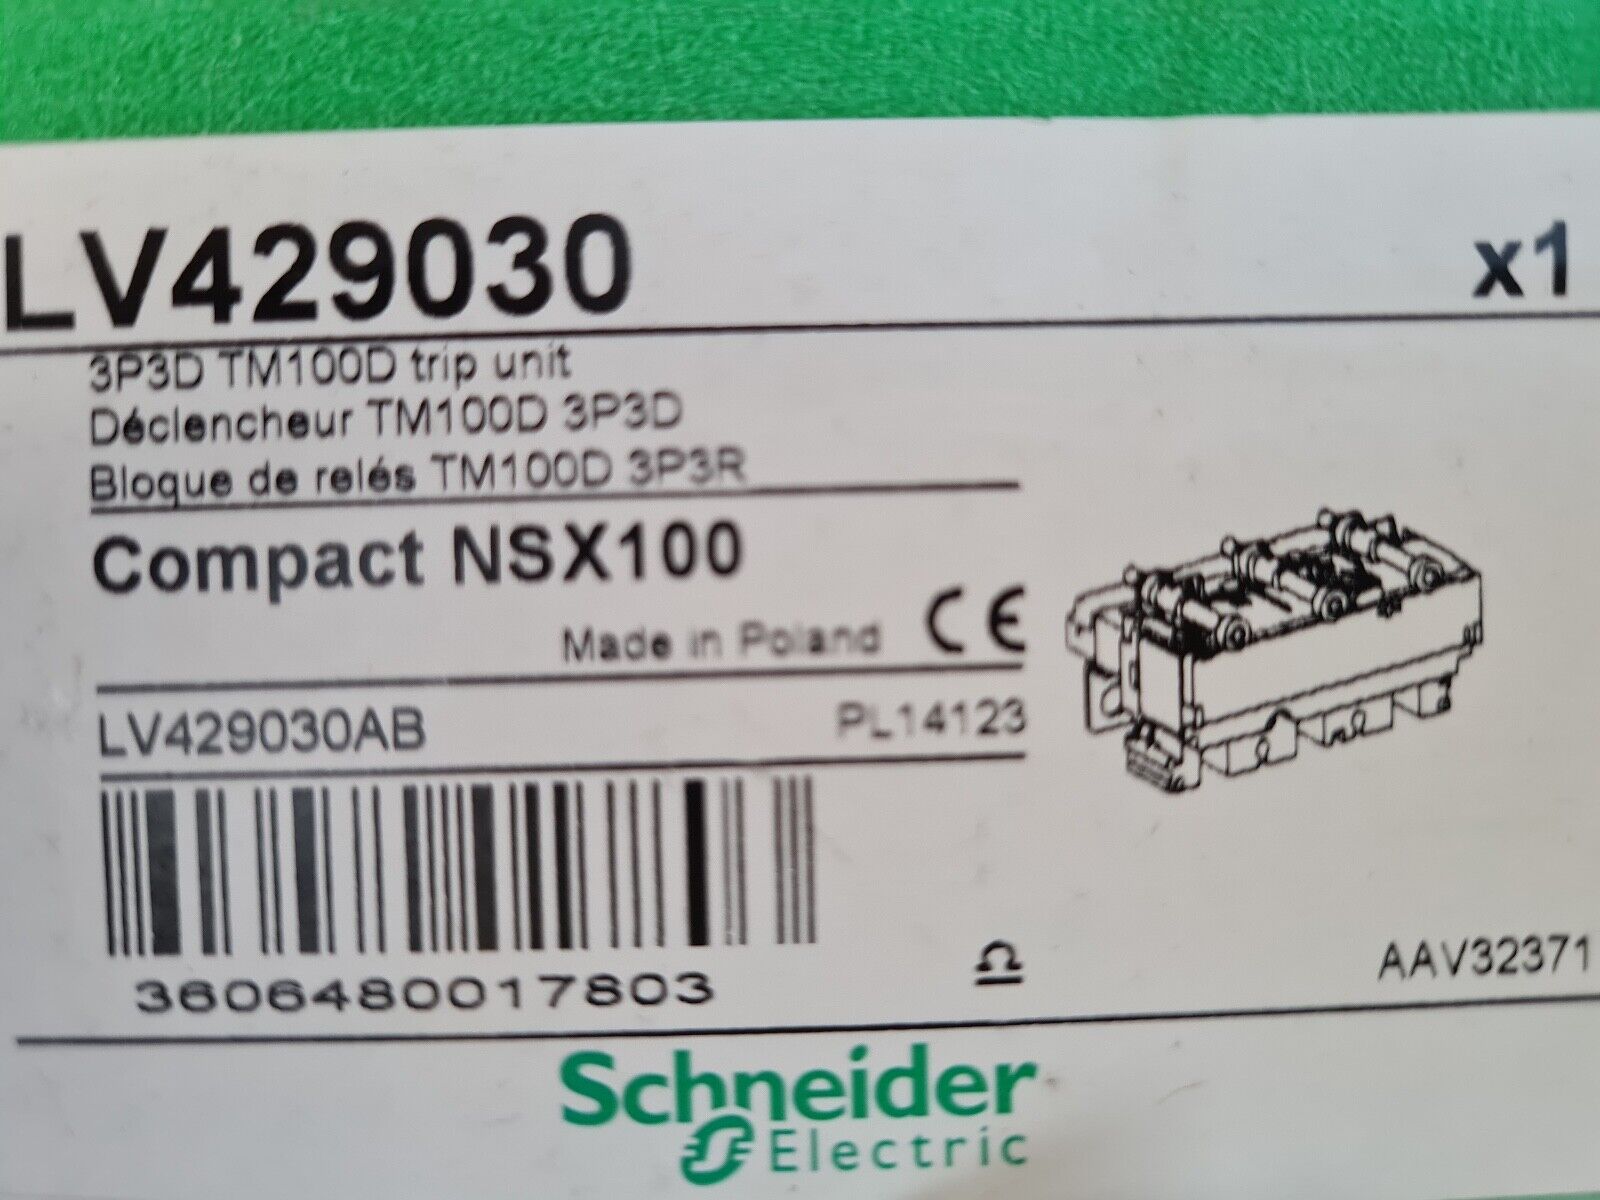 LV429030 x1
3P3D TM100D trip unit
Déclencheur TM100D 3P3D
Bloque de relés TM100D 3P3R
Compact NSX100
Made in Poland CE
LV429030AB PL14123
3606480017803
AAV32371
Schneider
Electric